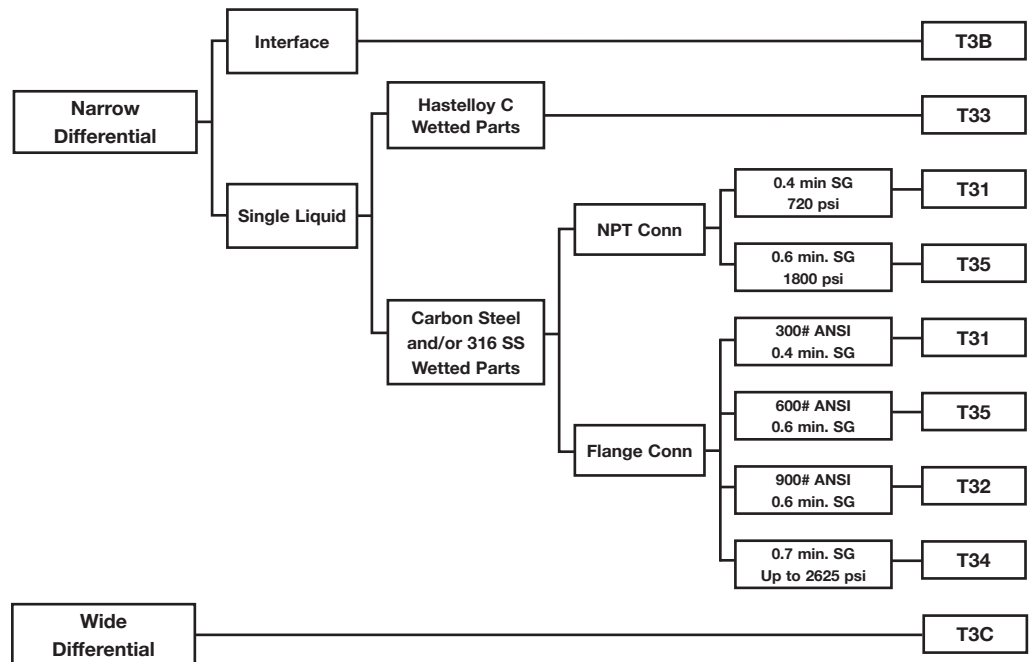 Interface
T3B
Narrow
Differential
Hastelloy C
Wetted Parts
T33
Single Liquid
0.4 min SG
720 psi
T31
NPT Conn
0.6 min. SG
1800 psi
T35
Carbon Steel
and/or 316 SS
Wetted Parts
300# ANSI
0.4 min. SG
T31
600# ANSI
0.6 min. SG
T35
Flange Conn
900# ANSI
0.6 min. SG
T32
0.7 min. SG
Up to 2625 psi
T34
Wide
Differential
T3C